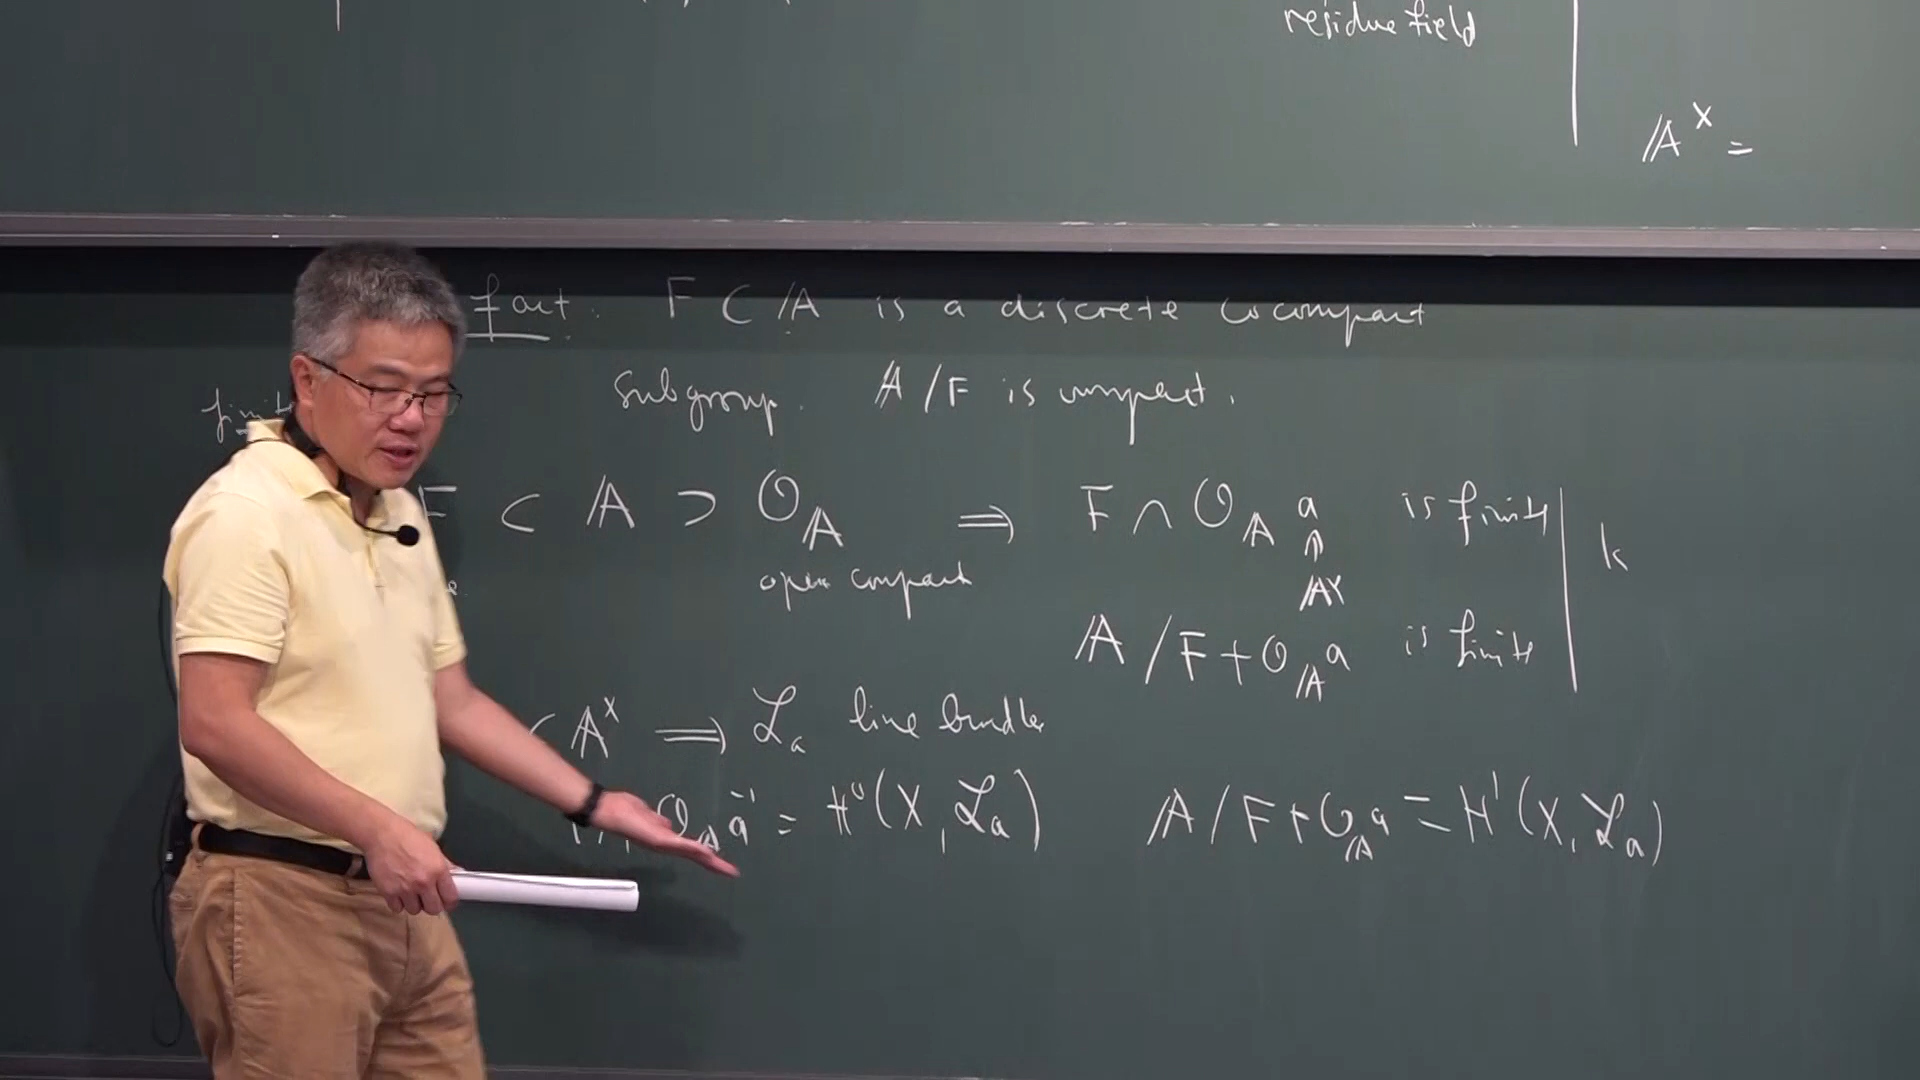 residue field
𝔸^× =
fact: F ⊂ 𝔸 is a discrete cocompact
subgroup. 𝔸/F is compact.
F ⊂ 𝔸 ⊃ O_𝔸 ⟹ F ∩ O_𝔸 a is finite
k
open compact
↑
𝔸^×
𝔸/F+O_𝔸 a is finite
𝔸^× ⟹ ℒ_a line bundle
O_𝔸 a^{-1} = H^0(X, ℒ_a) 𝔸/F+O_𝔸 a = H^1(X, ℒ_a)